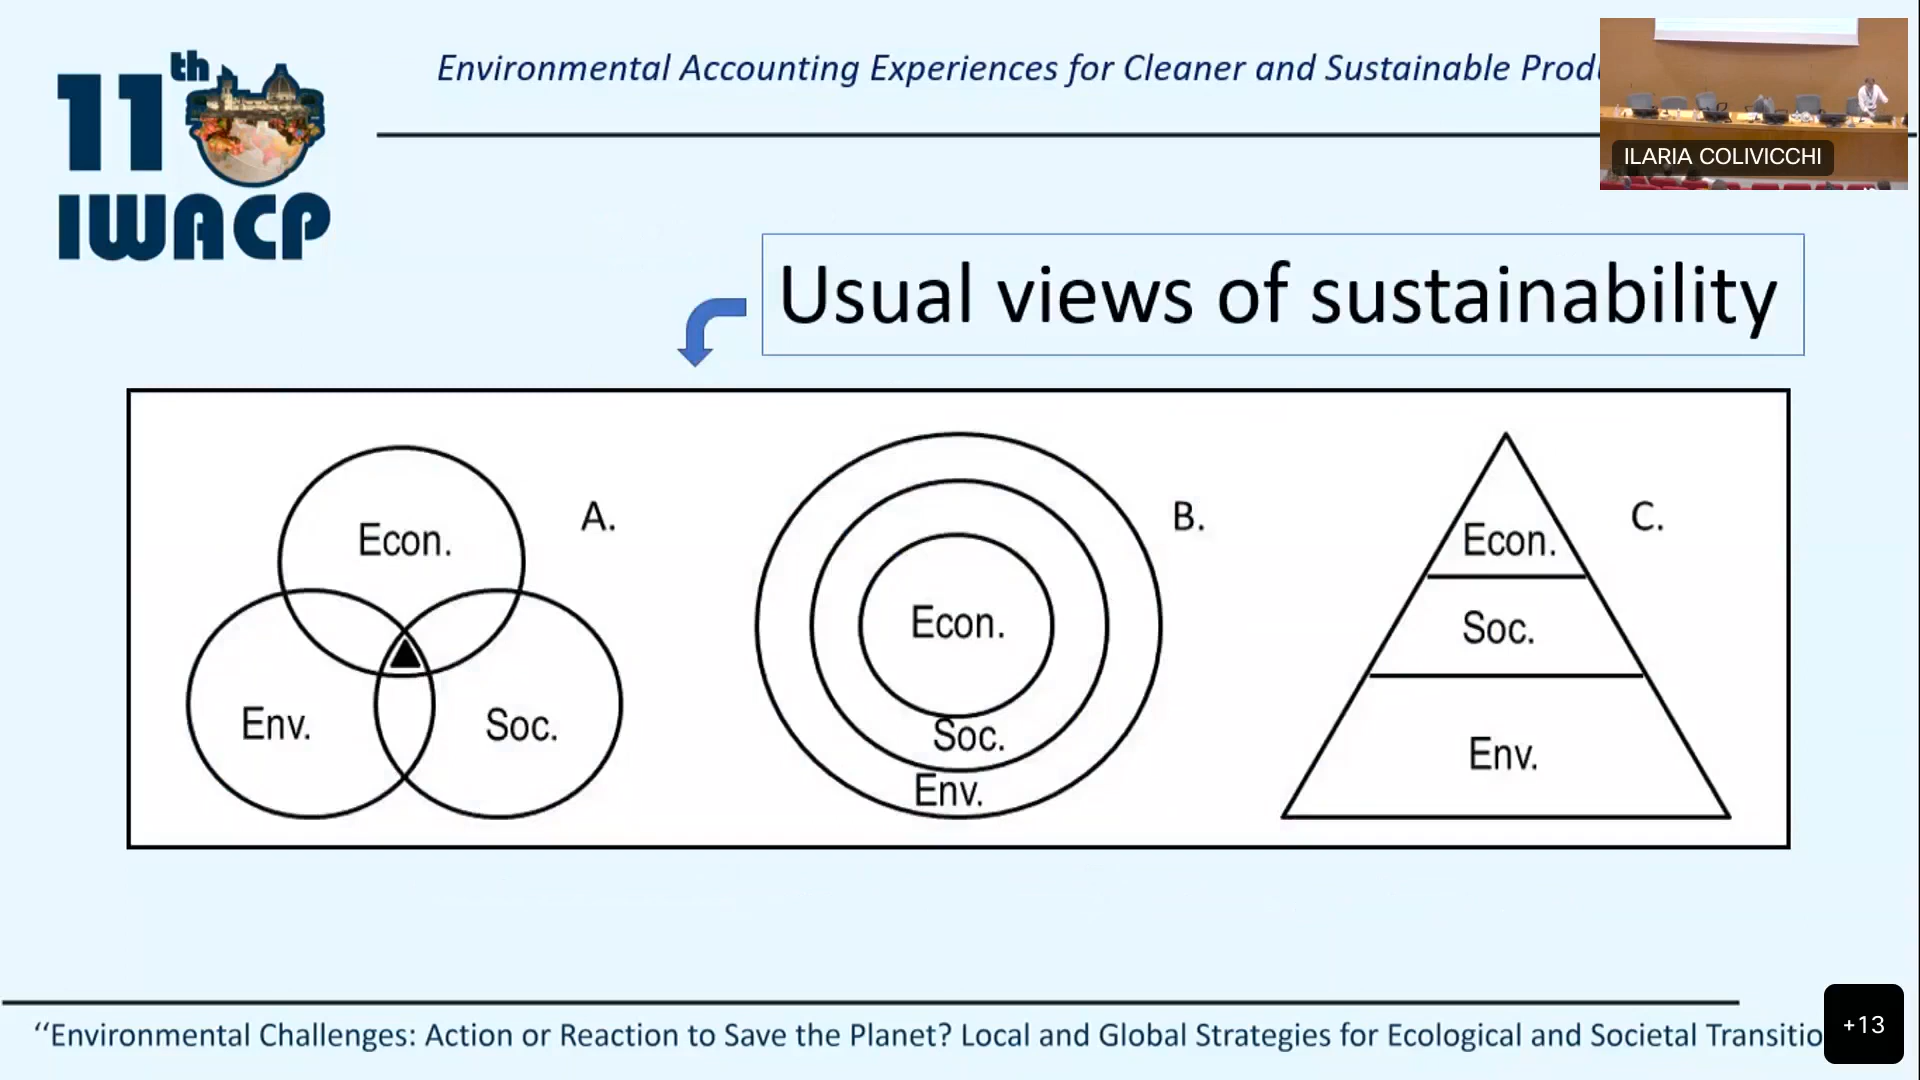 11th
IWACP
Environmental Accounting Experiences for Cleaner and Sustainable Prod
ILARIA COLIVICCHI
Usual views of sustainability
Econ.
A.
Env.
Soc.
B.
Econ.
Soc.
Env.
C.
Econ.
Soc.
Env.
“Environmental Challenges: Action or Reaction to Save the Planet? Local and Global Strategies for Ecological and Societal Transitio
+13